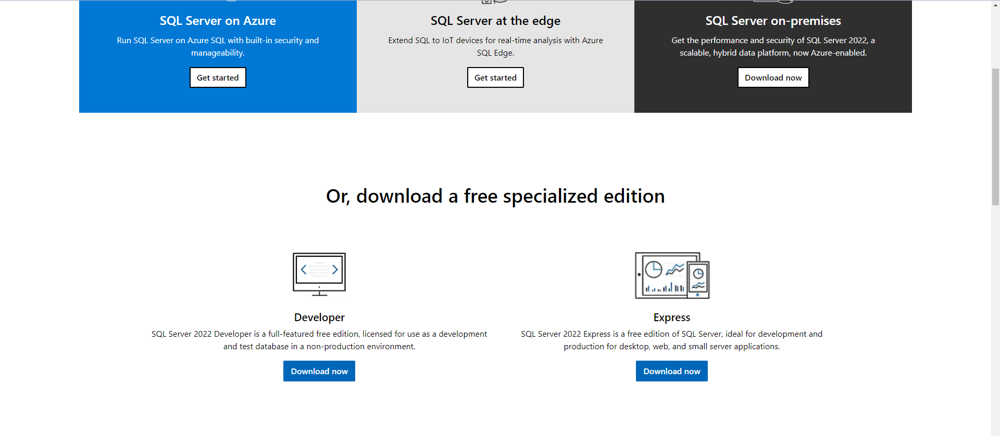 SQL Server on Azure
Run SQL Server on Azure SQL with built-in security and
manageability.
Get started
SQL Server at the edge
Extend SQL to IoT devices for real-time analysis with Azure
SQL Edge.
Get started
SQL Server on-premises
Get the performance and security of SQL Server 2022, a
scalable, hybrid data platform, now Azure-enabled.
Download now
Or, download a free specialized edition
Developer
SQL Server 2022 Developer is a full-featured free edition, licensed for use as a development
and test database in a non-production environment.
Download now
Express
SQL Server 2022 Express is a free edition of SQL Server, ideal for development and
production for desktop, web, and small server applications.
Download now